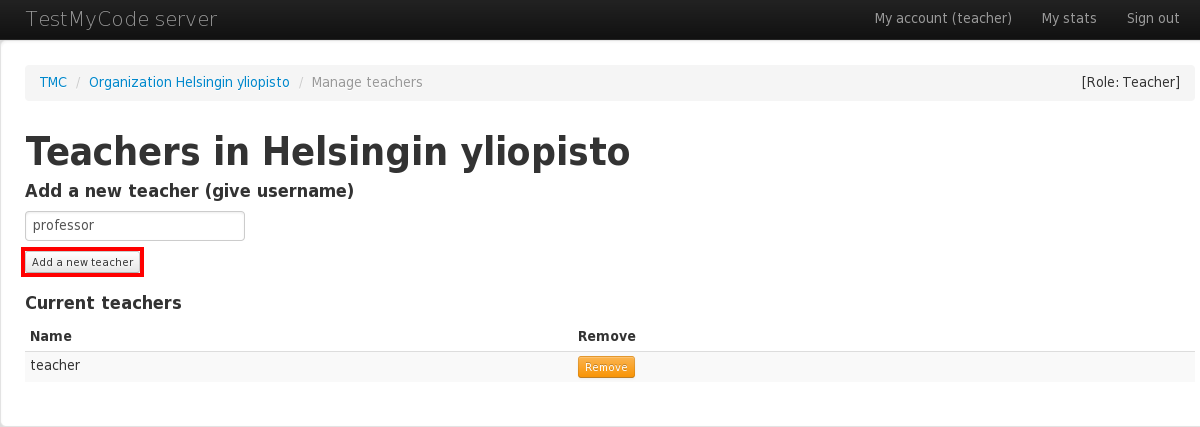 TestMyCode server My account (teacher) My stats Sign out
TMC / Organization Helsingin yliopisto / Manage teachers [Role: Teacher]
Teachers in Helsingin yliopisto
Add a new teacher (give username)
professor
Add a new teacher
Current teachers
Name Remove
teacher Remove